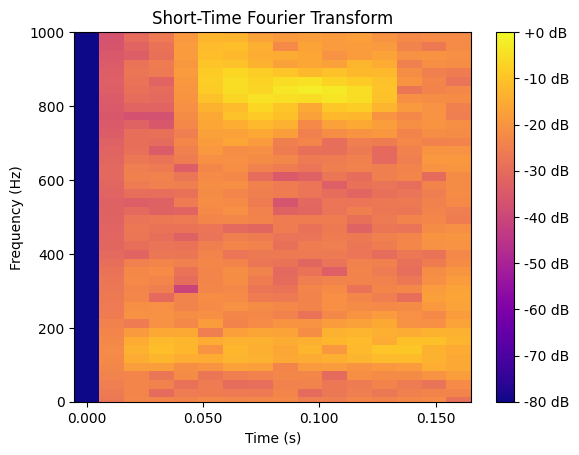 Short-Time Fourier Transform
Frequency (Hz)
1000
800
600
400
200
0
0.000
0.050
0.100
0.150
Time (s)
+0 dB
-10 dB
-20 dB
-30 dB
-40 dB
-50 dB
-60 dB
-70 dB
-80 dB